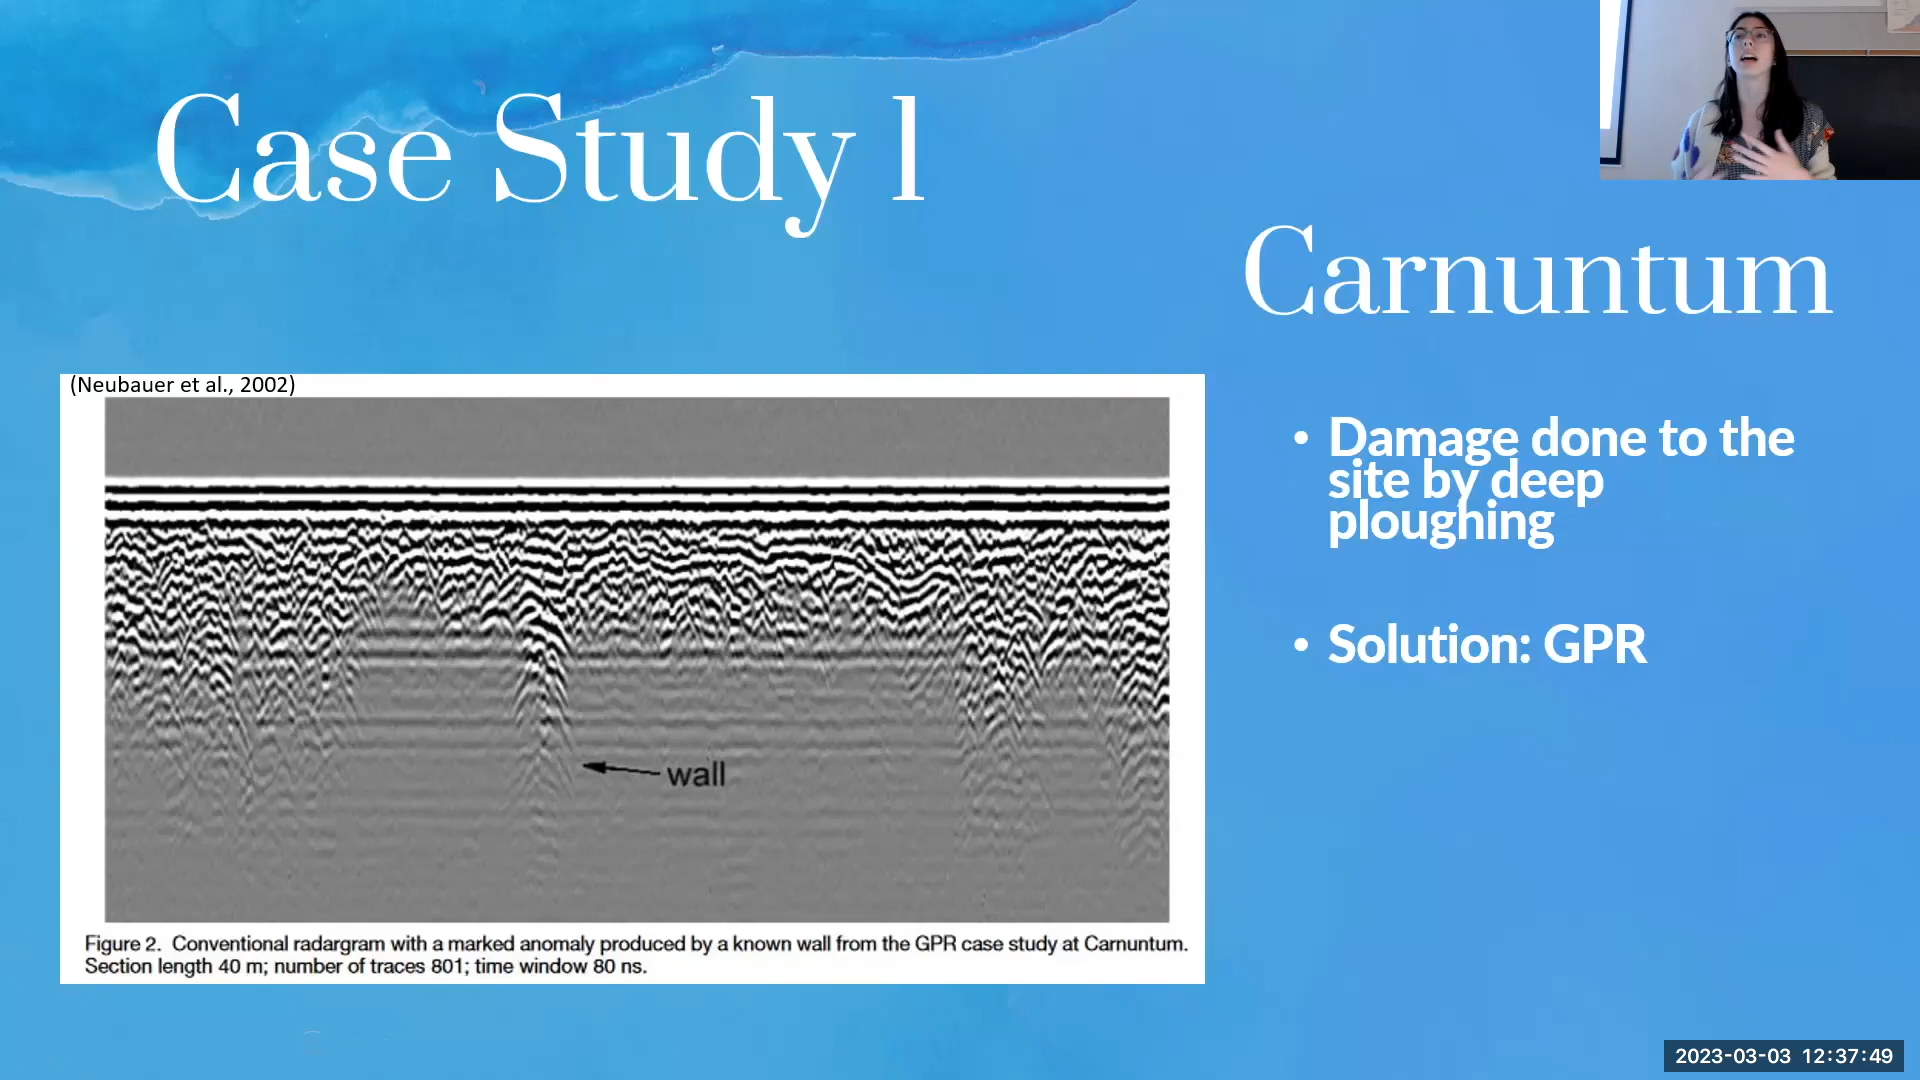 Case Study 1
Carnuntum
(Neubauer et al., 2002)
wall
Figure 2. Conventional radargram with a marked anomaly produced by a known wall from the GPR case study at Carnuntum.
Section length 40 m; number of traces 801; time window 80 ns.
• Damage done to the
site by deep
ploughing
• Solution: GPR
2023-03-03 12:37:49